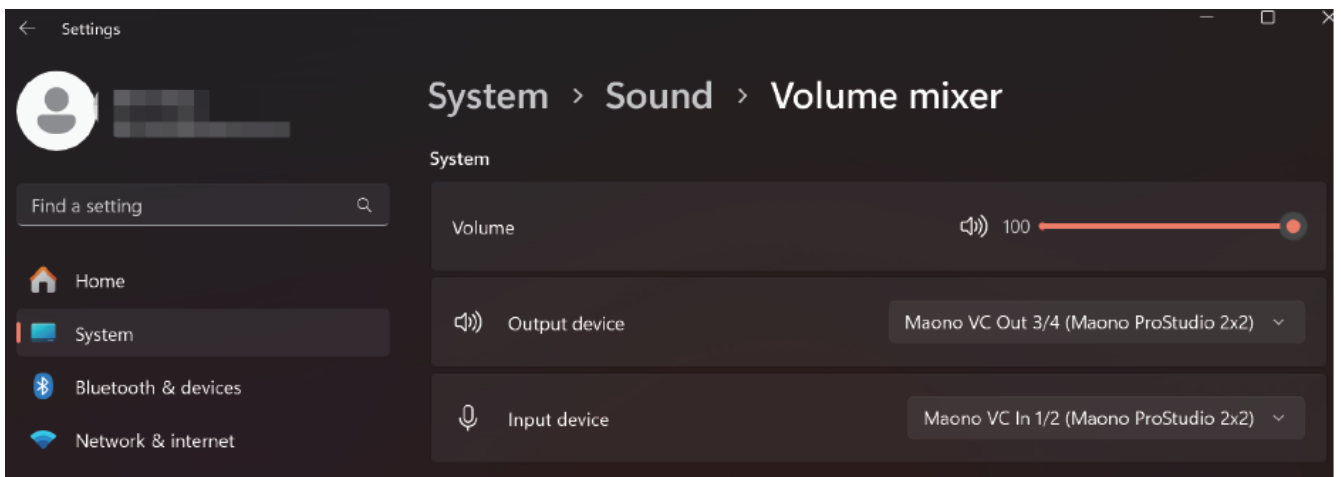 Settings
System > Sound > Volume mixer
System
Find a setting
Volume 100
Home
Output device Maono VC Out 3/4 (Maono ProStudio 2x2)
System
Bluetooth & devices
Input device Maono VC In 1/2 (Maono ProStudio 2x2)
Network & internet